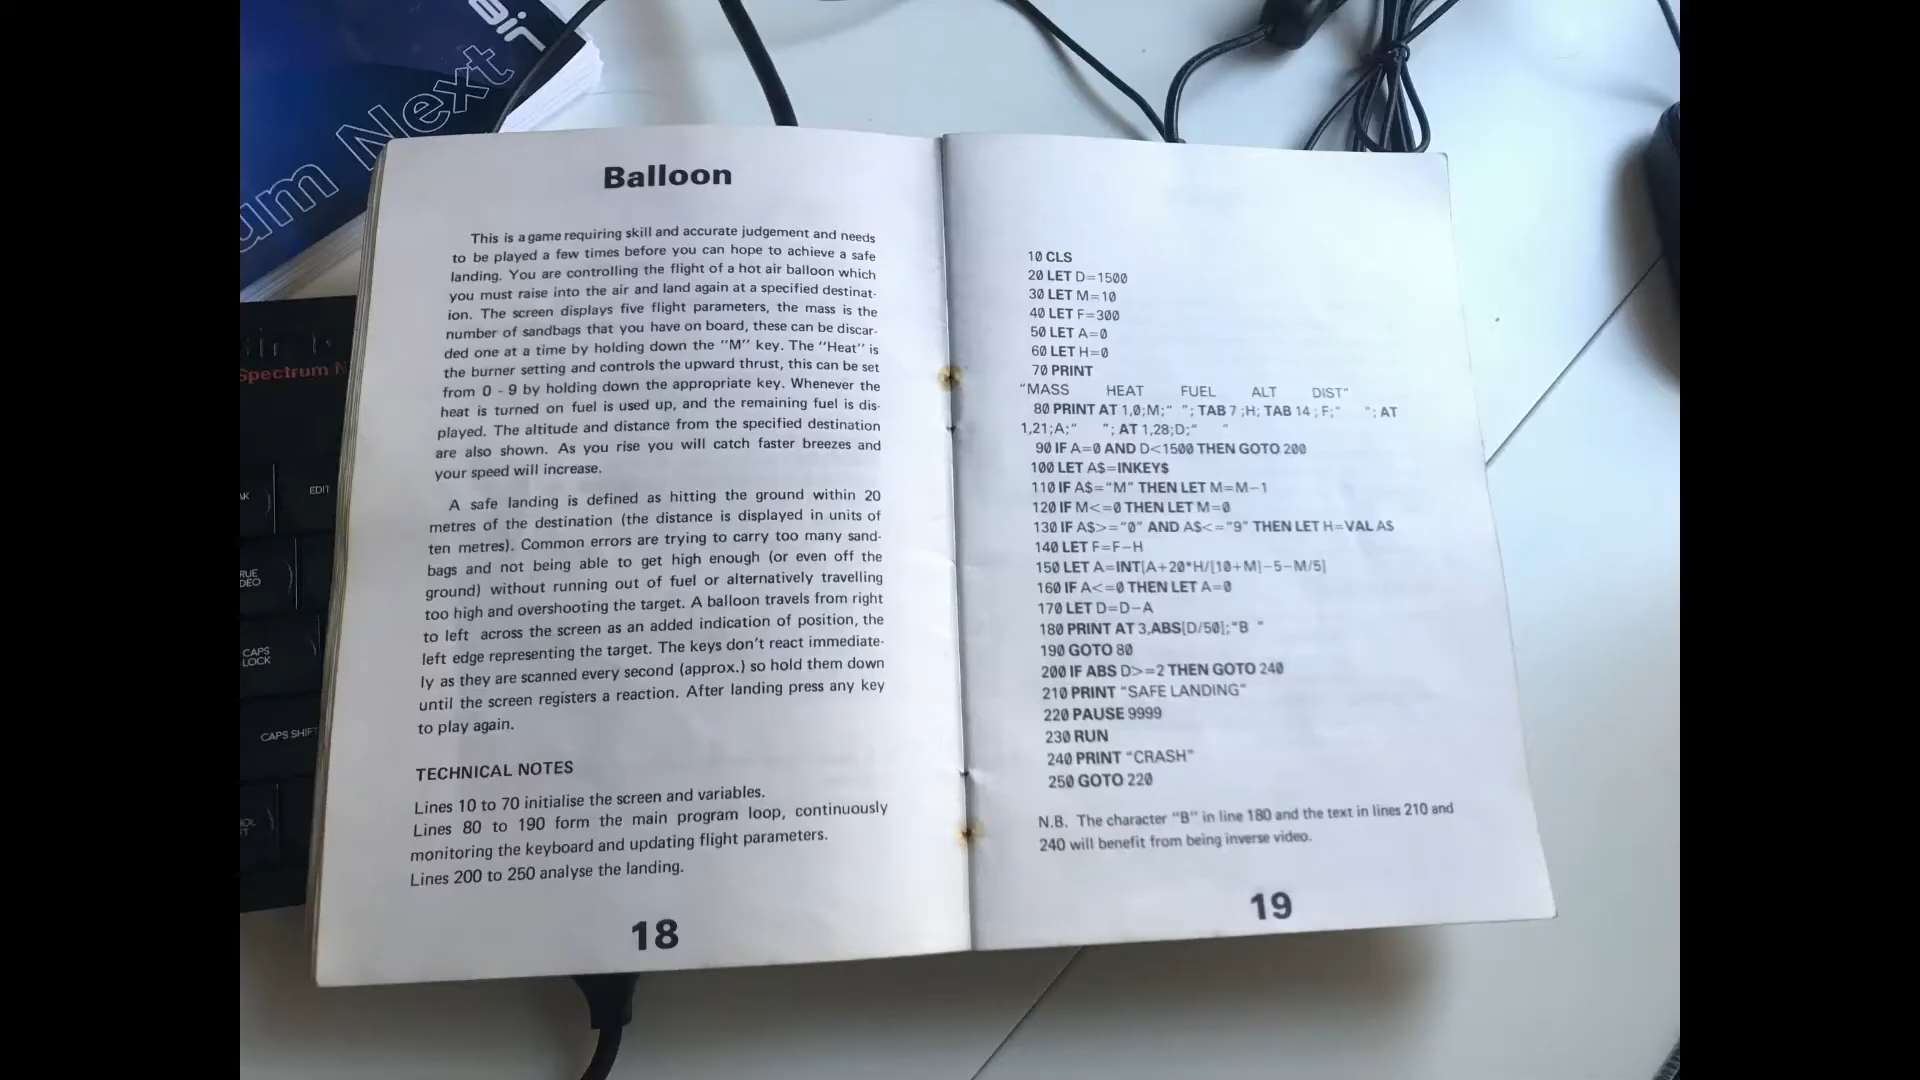 air
um Next
Spectrum N
EDIT
CAPS
LOCK
CAPS SHIF
Balloon
This is a game requiring skill and accurate judgement and needs
to be played a few times before you can hope to achieve a safe
landing. You are controlling the flight of a hot air balloon which
you must raise into the air and land again at a specified destinat-
ion. The screen displays five flight parameters, the mass is the
number of sandbags that you have on board, these can be discar-
ded one at a time by holding down the "M" key. The "Heat" is
the burner setting and controls the upward thrust, this can be set
from 0 - 9 by holding down the appropriate key. Whenever the
heat is turned on fuel is used up, and the remaining fuel is dis-
played. The altitude and distance from the specified destination
are also shown. As you rise you will catch faster breezes and
your speed will increase.
A safe landing is defined as hitting the ground within 20
metres of the destination (the distance is displayed in units of
ten metres). Common errors are trying to carry too many sand-
bags and not being able to get high enough (or even off the
ground) without running out of fuel or alternatively travelling
too high and overshooting the target. A balloon travels from right
to left across the screen as an added indication of position, the
left edge representing the target. The keys don't react immediate-
ly as they are scanned every second (approx.) so hold them down
until the screen registers a reaction. After landing press any key
to play again.
TECHNICAL NOTES
Lines 10 to 70 initialise the screen and variables.
Lines 80 to 190 form the main program loop, continuously
monitoring the keyboard and updating flight parameters.
Lines 200 to 250 analyse the landing.
18
10 CLS
20 LET D=1500
30 LET M=10
40 LET F=300
50 LET A=0
60 LET H=0
70 PRINT
"MASS HEAT FUEL ALT DIST"
80 PRINT AT 1,0;M;" "; TAB 7 ;H; TAB 14 ; F;" "; AT
1,21;A;" "; AT 1,28;D;" "
90 IF A=0 AND D<1500 THEN GOTO 200
100 LET A$=INKEY$
110 IF A$="M" THEN LET M=M-1
120 IF M<=0 THEN LET M=0
130 IF A$>="0" AND A$<="9" THEN LET H=VAL A$
140 LET F=F-H
150 LET A=INT[A+20*H/[10+M]-5-M/5]
160 IF A<=0 THEN LET A=0
170 LET D=D-A
180 PRINT AT 3,ABS[D/50];"B "
190 GOTO 80
200 IF ABS D>=2 THEN GOTO 240
210 PRINT "SAFE LANDING"
220 PAUSE 9999
230 RUN
240 PRINT "CRASH"
250 GOTO 220
N.B. The character "B" in line 180 and the text in lines 210 and
240 will benefit from being inverse video.
19